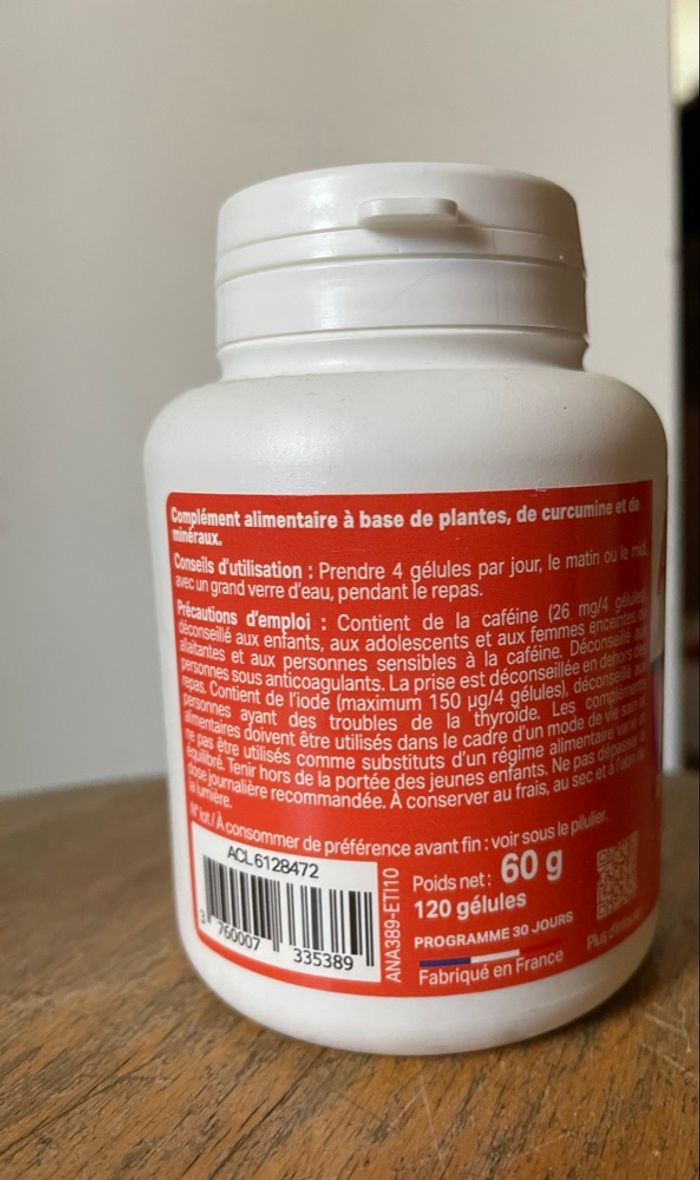 Complément alimentaire à base de plantes, de curcumine et de
minéraux.
Conseils d'utilisation : Prendre 4 gélules par jour, le matin ou le midi,
avec un grand verre d'eau, pendant le repas.
Précautions d'emploi : Contient de la caféine (26 mg/4 gélules),
déconseillé aux enfants, aux adolescents et aux femmes enceintes ou
allaitantes et aux personnes sensibles à la caféine. Déconseillé aux
personnes sous anticoagulants. La prise est déconseillée en dehors des
repas. Contient de l'iode (maximum 150 µg/4 gélules), déconseillé aux
personnes ayant des troubles de la thyroïde. Les compléments
alimentaires doivent être utilisés dans le cadre d'un mode de vie sain et
ne pas être utilisés comme substituts d'un régime alimentaire varié et
équilibré. Tenir hors de la portée des jeunes enfants. Ne pas dépasser la
dose journalière recommandée. À conserver au frais, au sec et à l'abri de
la lumière.
N° lot / À consommer de préférence avant fin : voir sous le pilulier.
ACL 6128472
3 760007 335389
ANA389-ETI10
Poids net : 60 g
120 gélules
PROGRAMME 30 JOURS
Fabriqué en France
Plus